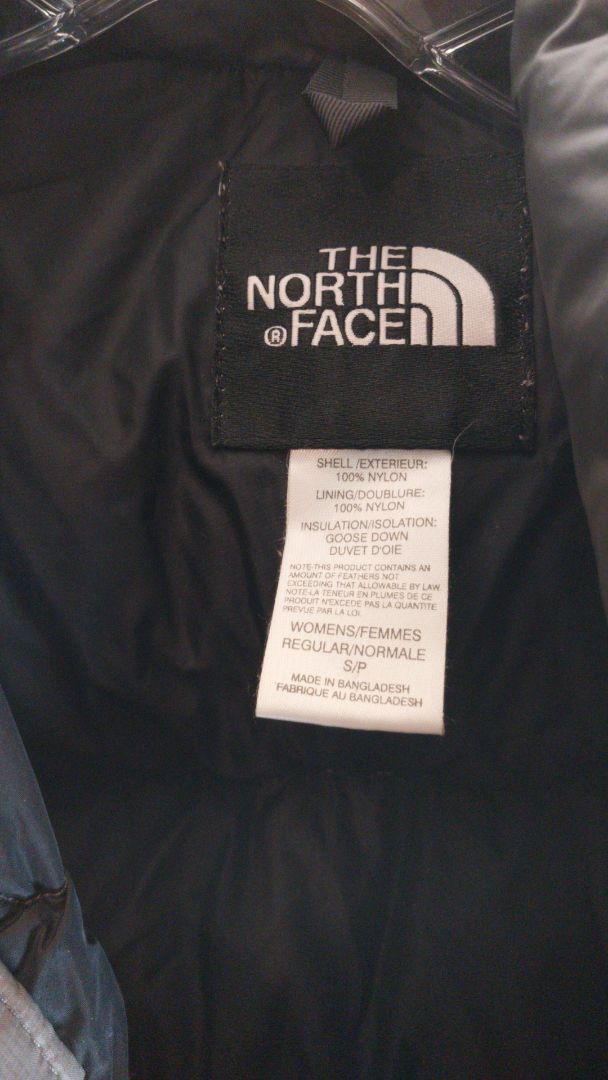 THE
NORTH
® FACE
SHELL /EXTERIEUR:
100% NYLON
LINING/DOUBLURE:
100% NYLON
INSULATION/ISOLATION:
GOOSE DOWN
DUVET D'OIE
NOTE-THIS PRODUCT CONTAINS AN
AMOUNT OF FEATHERS NOT
EXCEEDING THAT ALLOWABLE BY LAW.
NOTE-LA TENEUR EN PLUMES DE CE
PRODUIT N'EXCEDE PAS LA QUANTITE
PREVUE PAR LA LOI.
WOMENS/FEMMES
REGULAR/NORMALE
S/P
MADE IN BANGLADESH
FABRIQUE AU BANGLADESH